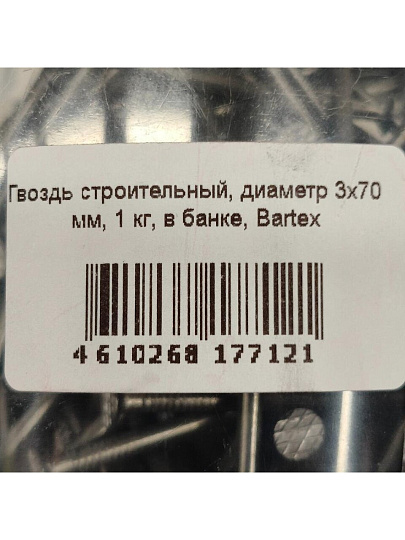 Гвоздь строительный, диаметр 3х70
мм, 1 кг, в банке, Bartex
4 610268 177121